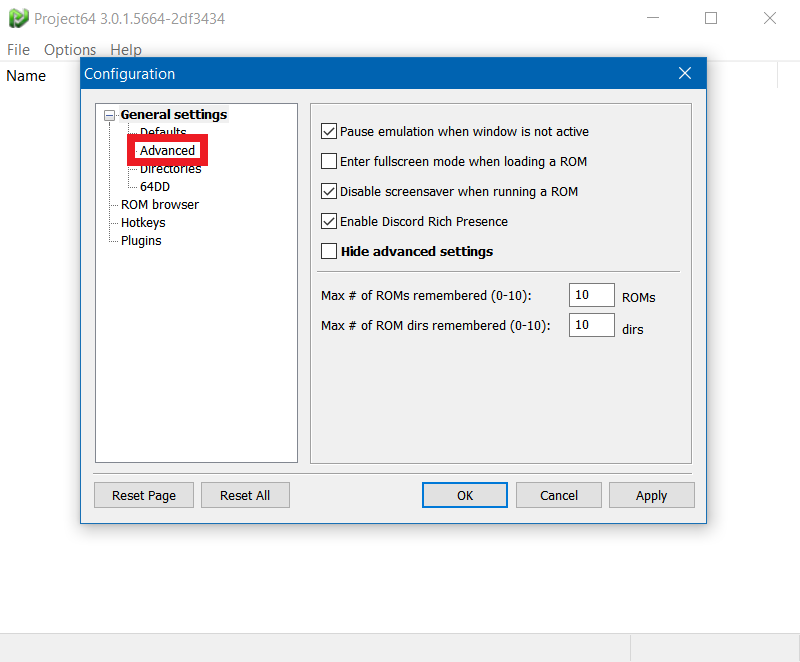 Project64 3.0.1.5664-2df3434
File Options Help
Name
Configuration
General settings
Defaults
Advanced
Directories
64DD
ROM browser
Hotkeys
Plugins
Pause emulation when window is not active
Enter fullscreen mode when loading a ROM
Disable screensaver when running a ROM
Enable Discord Rich Presence
Hide advanced settings
Max # of ROMs remembered (0-10): 10 ROMs
Max # of ROM dirs remembered (0-10): 10 dirs
Reset Page Reset All OK Cancel Apply